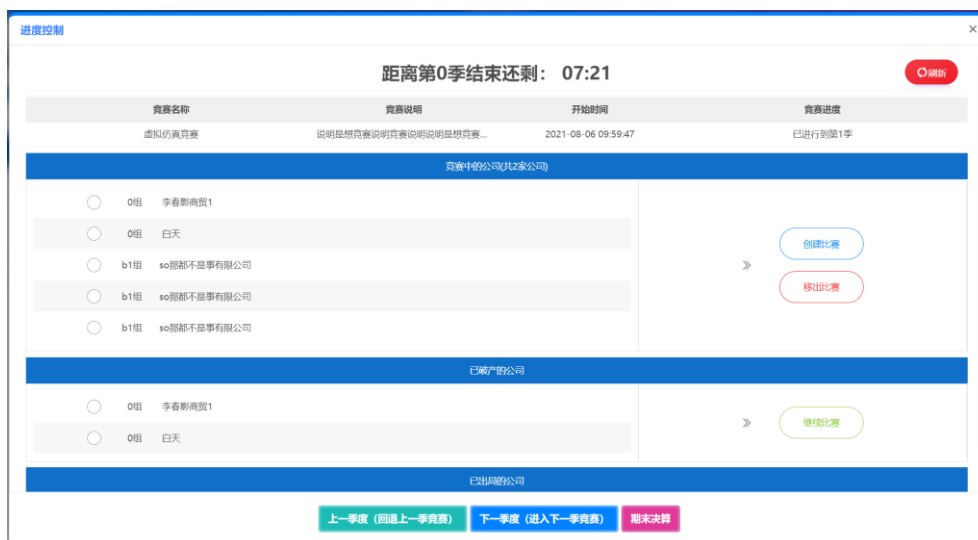 进度控制
×
距离第0季结束还剩： 07:21
刷新
竞赛名称 竞赛说明 开始时间 竞赛进度
虚拟仿真竞赛 说明是想竞赛说明竞赛说明说明是想竞赛... 2021-08-06 09:59:47 已进行到第1季
竞赛中的公司(共2家公司)
0组 李春影商贸1
0组 白天
b1组 so那都不是事有限公司
b1组 so那都不是事有限公司
b1组 so那都不是事有限公司
创建比赛
移出比赛
已破产的公司
0组 李春影商贸1
0组 白天
继续比赛
已出局的公司
上一季度（回退上一季竞赛） 下一季度（进入下一季竞赛） 期末决算